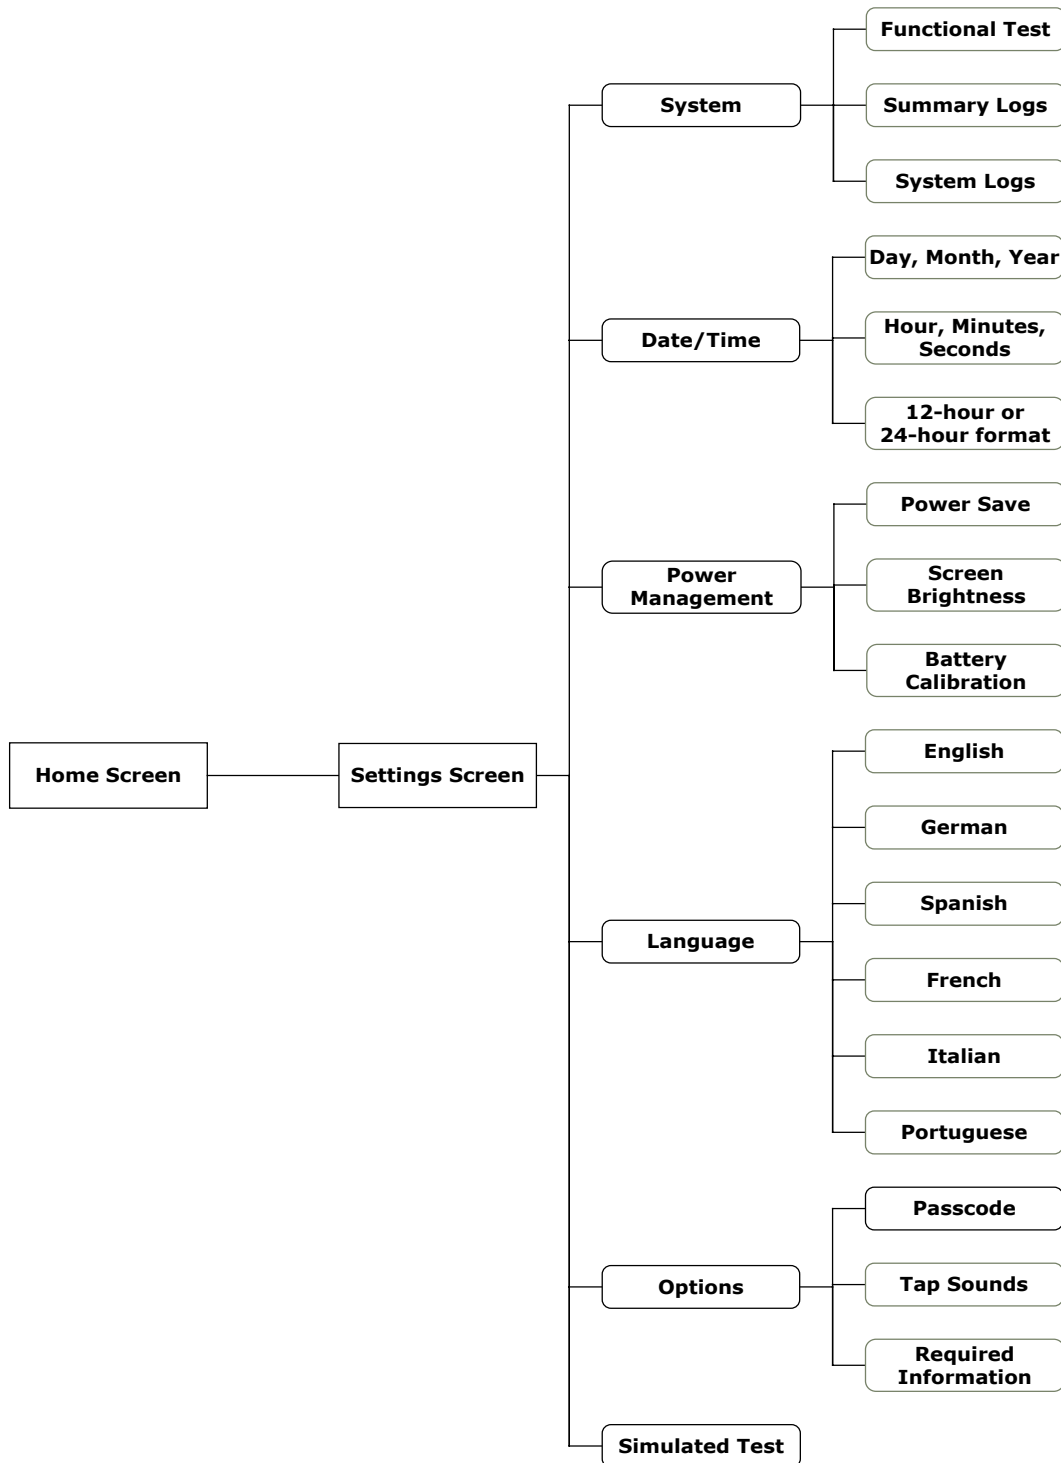 Functional Test
System
Summary Logs
System Logs
Day, Month, Year
Date/Time
Hour, Minutes,
Seconds
12-hour or
24-hour format
Power Save
Power
Management
Screen
Brightness
Battery
Calibration
Home Screen
Settings Screen
English
German
Spanish
Language
French
Italian
Portuguese
Passcode
Options
Tap Sounds
Required
Information
Simulated Test